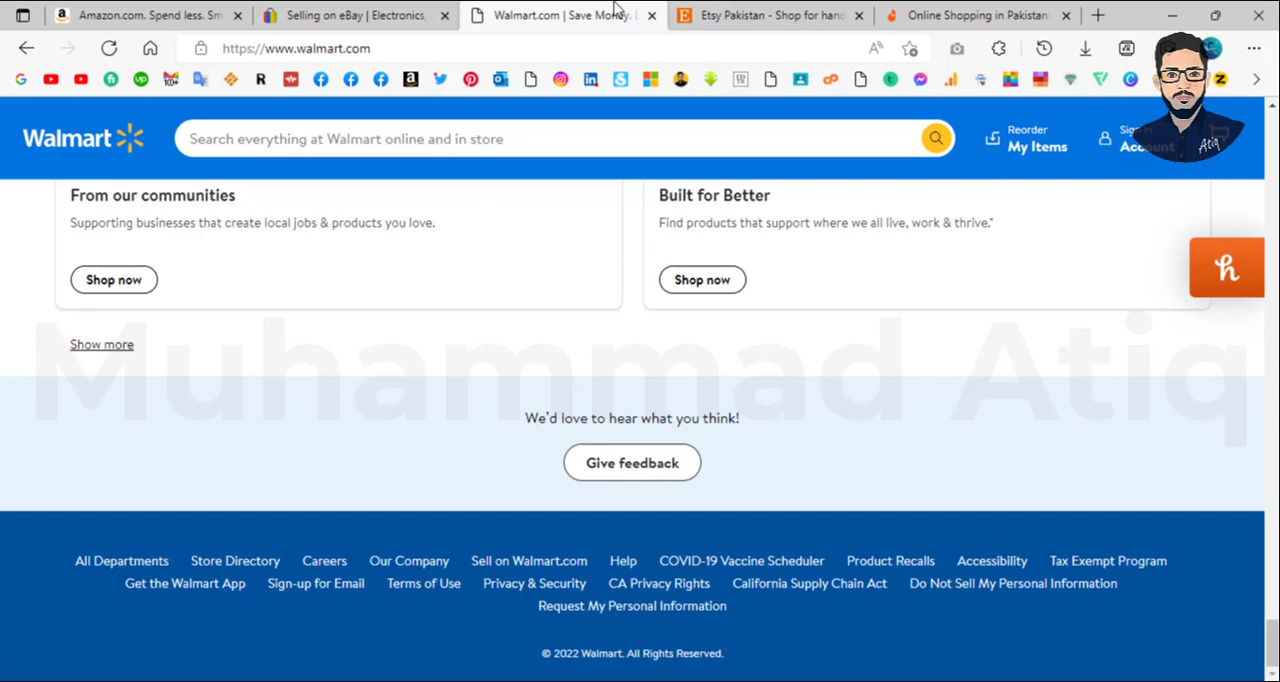 Amazon.com. Spend less. Sm
Selling on eBay | Electronics,
Walmart.com | Save Money.
Etsy Pakistan - Shop for hand
Online Shopping in Pakistan:
https://www.walmart.com
Walmart
Search everything at Walmart online and in store
Reorder
My Items
Sign In
Account
Atiq
From our communities
Built for Better
Supporting businesses that create local jobs & products you love.
Find products that support where we all live, work & thrive.*
Shop now
Shop now
Show more
Muhammad Atiq
We'd love to hear what you think!
Give feedback
All Departments Store Directory Careers Our Company Sell on Walmart.com Help COVID-19 Vaccine Scheduler Product Recalls Accessibility Tax Exempt Program
Get the Walmart App Sign-up for Email Terms of Use Privacy & Security CA Privacy Rights California Supply Chain Act Do Not Sell My Personal Information
Request My Personal Information
© 2022 Walmart. All Rights Reserved.